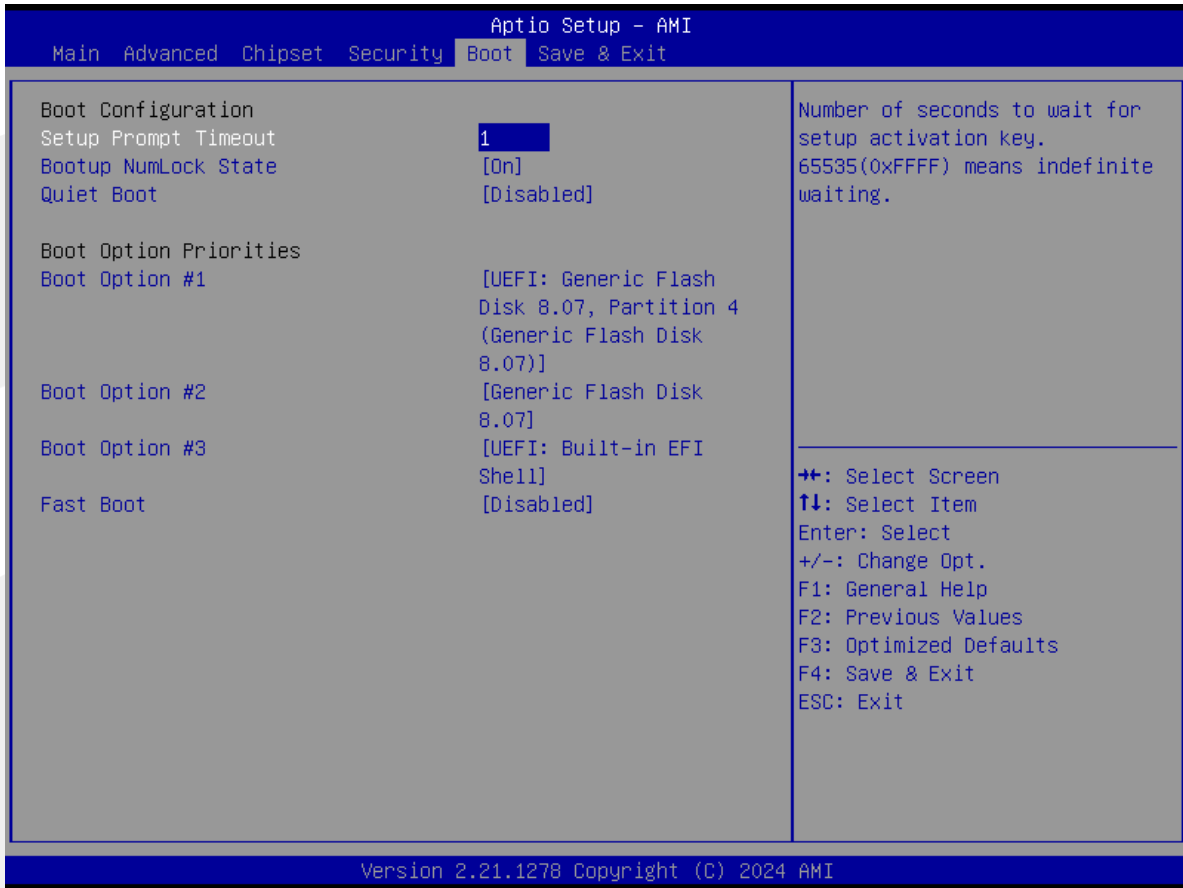 Aptio Setup – AMI
Main Advanced Chipset Security Boot Save & Exit
Boot Configuration
Setup Prompt Timeout 1
Bootup NumLock State [On]
Quiet Boot [Disabled]
Boot Option Priorities
Boot Option #1 [UEFI: Generic Flash
Disk 8.07, Partition 4
(Generic Flash Disk
8.07)]
Boot Option #2 [Generic Flash Disk
8.07]
Boot Option #3 [UEFI: Built-in EFI
Shell]
Fast Boot [Disabled]
Number of seconds to wait for
setup activation key.
65535(0xFFFF) means indefinite
waiting.
→←: Select Screen
↑↓: Select Item
Enter: Select
+/-: Change Opt.
F1: General Help
F2: Previous Values
F3: Optimized Defaults
F4: Save & Exit
ESC: Exit
Version 2.21.1278 Copyright (C) 2024 AMI